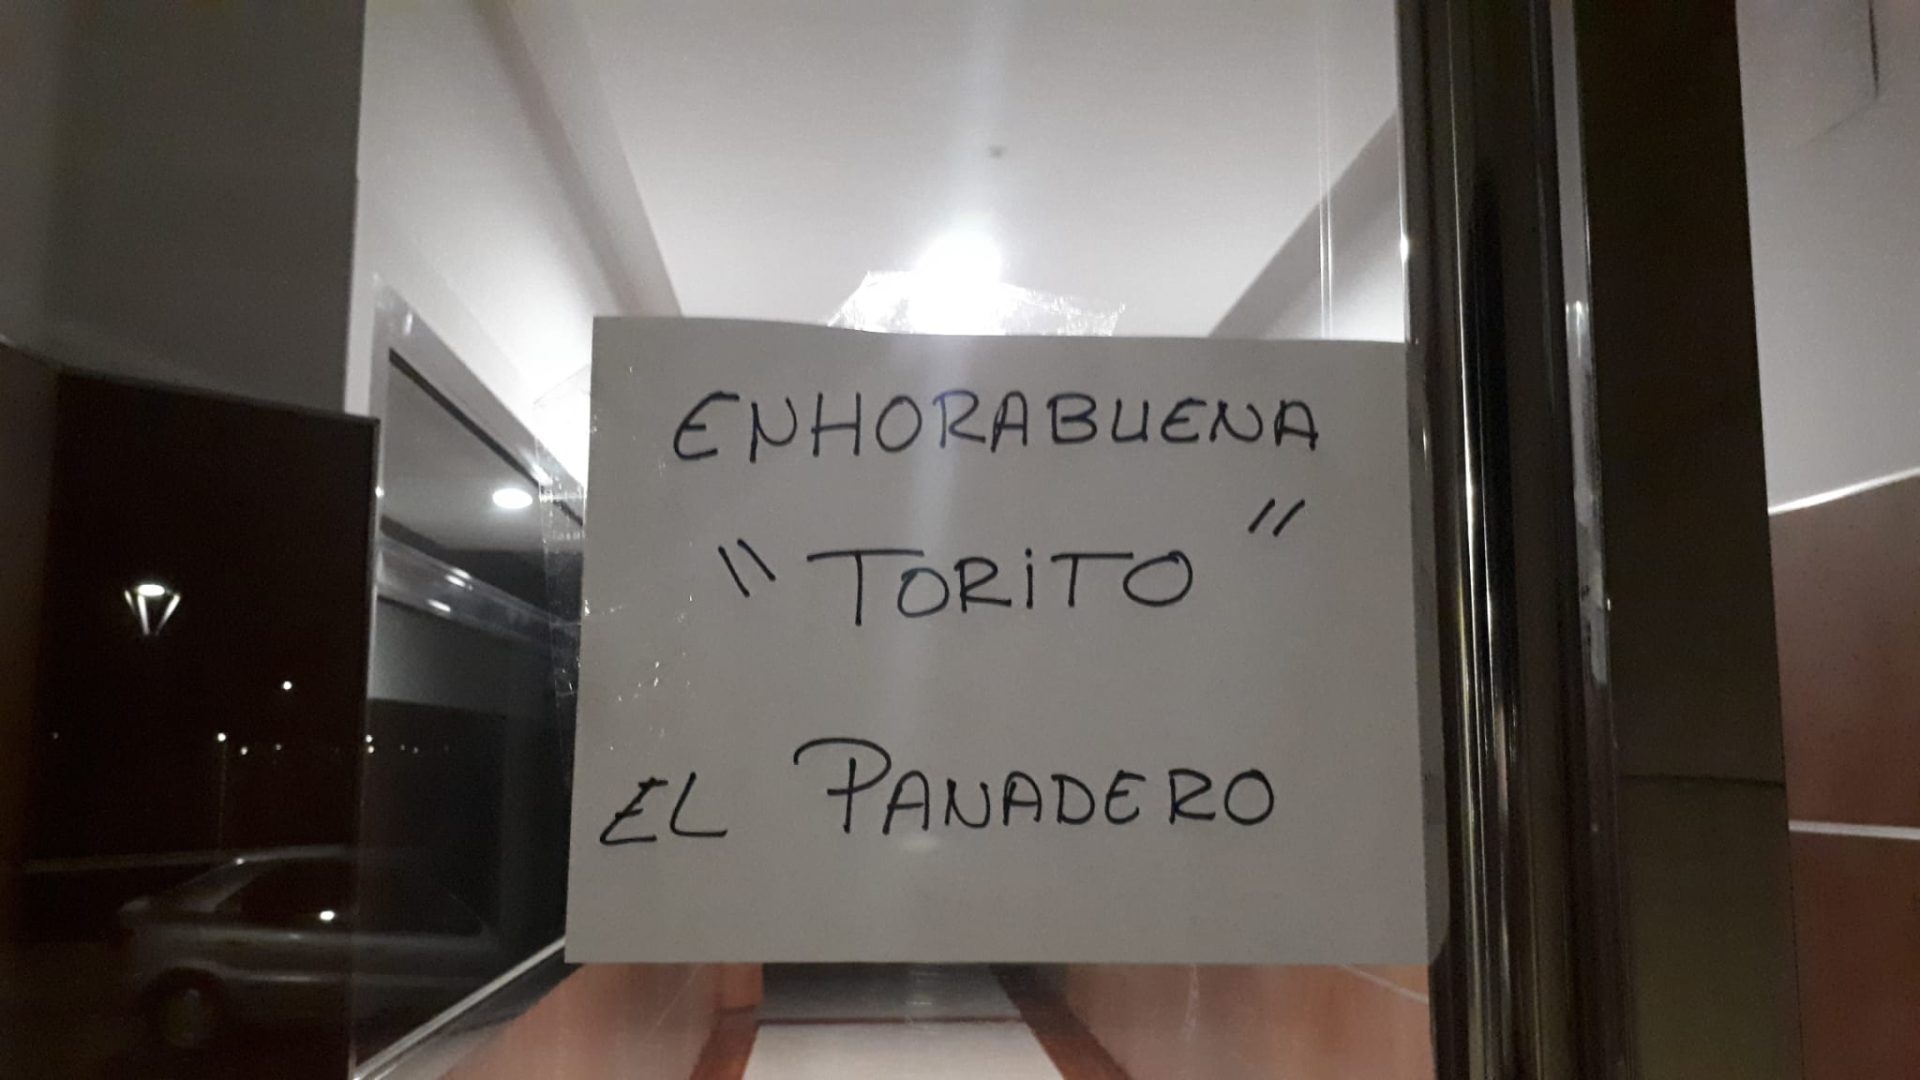 ENHORABUENA
"TORiTO"
EL PANADERO